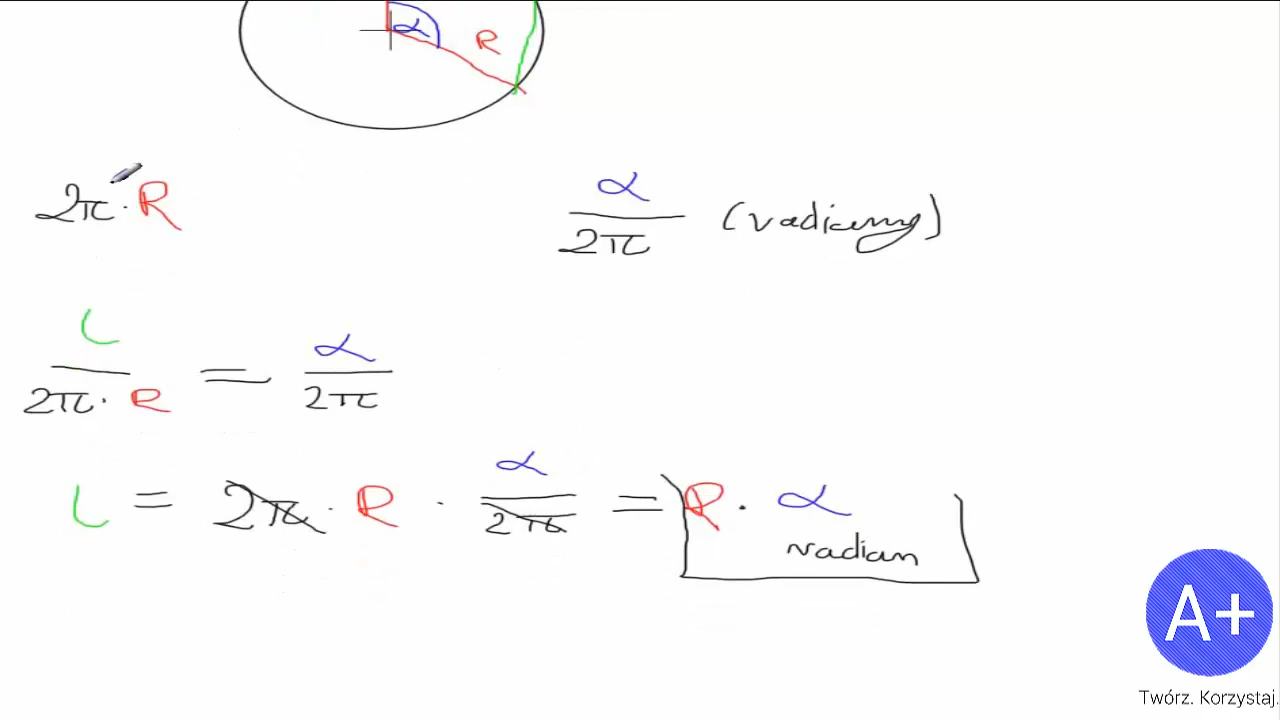 α R
2π · R
α/2π (radiany)
L/2π · R = α/2π
L = 2π · R · α/2π = R · α
radian
A+
Twórz. Korzystaj.